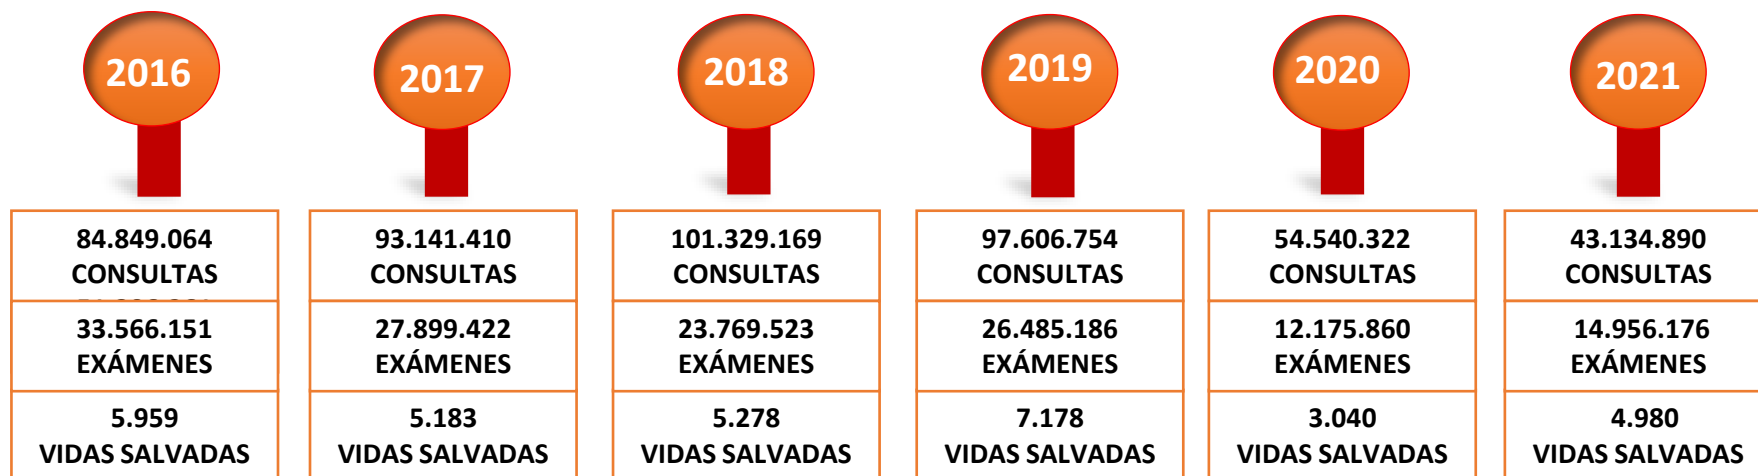 2016
84.849.064
CONSULTAS
33.566.151
EXÁMENES
5.959
VIDAS SALVADAS
2017
93.141.410
CONSULTAS
27.899.422
EXÁMENES
5.183
VIDAS SALVADAS
2018
101.329.169
CONSULTAS
23.769.523
EXÁMENES
5.278
VIDAS SALVADAS
2019
97.606.754
CONSULTAS
26.485.186
EXÁMENES
7.178
VIDAS SALVADAS
2020
54.540.322
CONSULTAS
12.175.860
EXÁMENES
3.040
VIDAS SALVADAS
2021
43.134.890
CONSULTAS
14.956.176
EXÁMENES
4.980
VIDAS SALVADAS